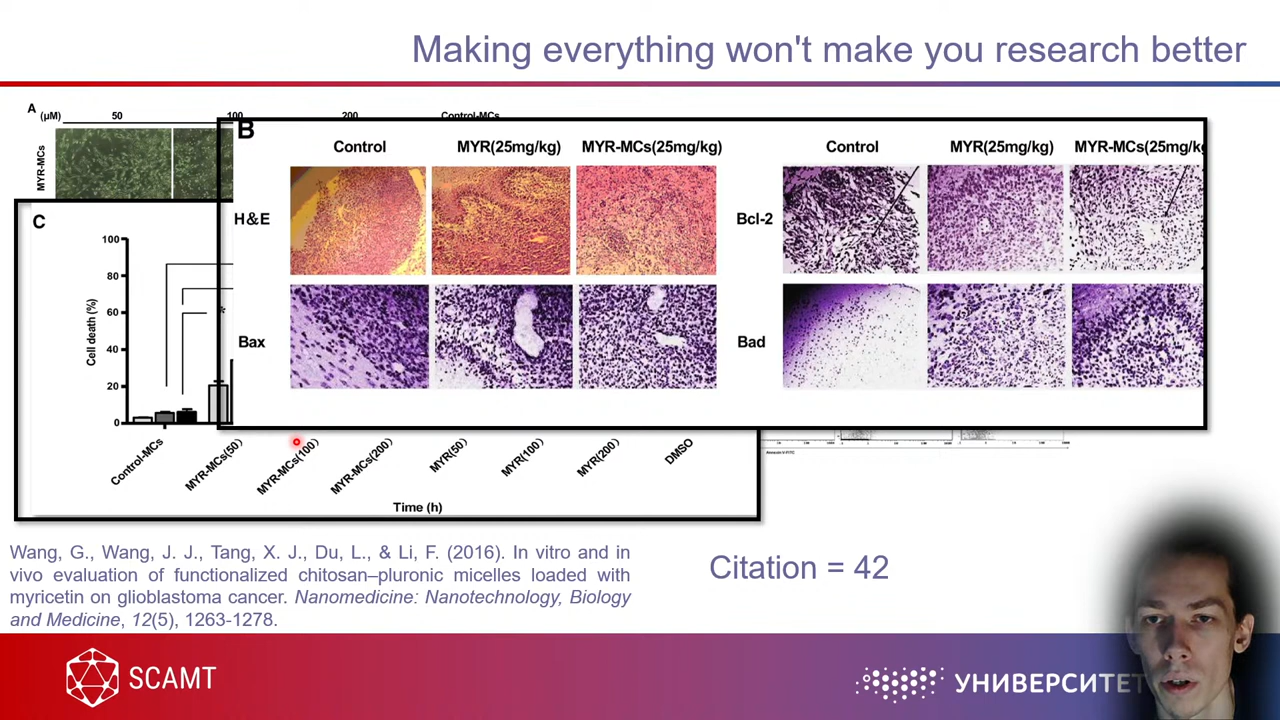 Making everything won't make you research better
A
(μM)
50
100
200
Control-MCs
MYR-MCs
B
Control
MYR(25mg/kg)
MYR-MCs(25mg/kg)
Control
MYR(25mg/kg)
MYR-MCs(25mg/kg
H&E
Bcl-2
Bax
Bad
C
100
80
60
40
20
0
Cell death (%)
*
Control-MCs
MYR-MCs(50)
MYR-MCs(100)
MYR-MCs(200)
MYR(50)
MYR(100)
MYR(200)
DMSO
Time (h)
Wang, G., Wang, J. J., Tang, X. J., Du, L., & Li, F. (2016). In vitro and in
vivo evaluation of functionalized chitosan–pluronic micelles loaded with
myricetin on glioblastoma cancer. Nanomedicine: Nanotechnology, Biology
and Medicine, 12(5), 1263-1278.
Citation = 42
SCAMT
УНИВЕРСИТЕТ